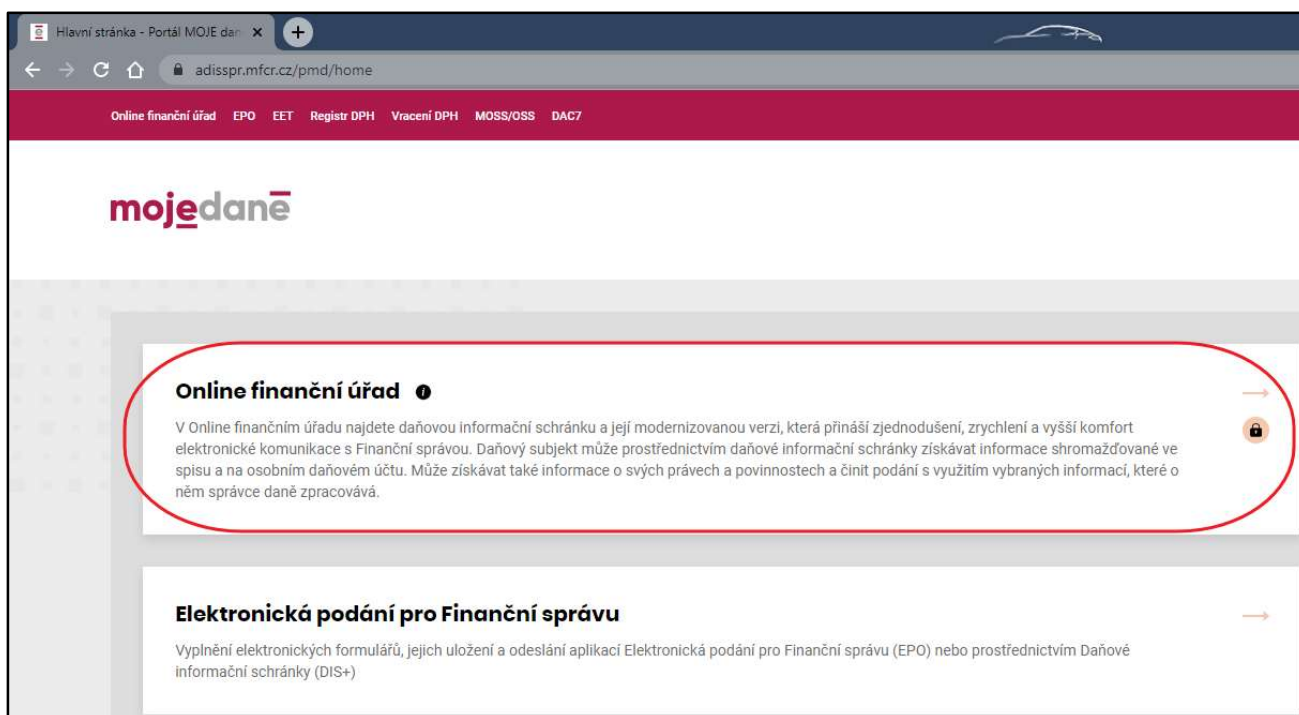 Hlavní stránka - Portál MOJE dan
adisspr.mfcr.cz/pmd/home
Online finanční úřad EPO EET Registr DPH Vracení DPH MOSS/OSS DAC7
mojedanē
Online finanční úřad
V Online finančním úřadu najdete daňovou informační schránku a její modernizovanou verzi, která přináší zjednodušení, zrychlení a vyšší komfort
elektronické komunikace s Finanční správou. Daňový subjekt může prostřednictvím daňové informační schránky získávat informace shromažďované ve
spisu a na osobním daňovém účtu. Může získávat také informace o svých právech a povinnostech a činit podání s využitím vybraných informací, které o
něm správce daně zpracovává.
Elektronická podání pro Finanční správu
Vyplnění elektronických formulářů, jejich uložení a odeslání aplikací Elektronická podání pro Finanční správu (EPO) nebo prostřednictvím Daňové
informační schránky (DIS+)